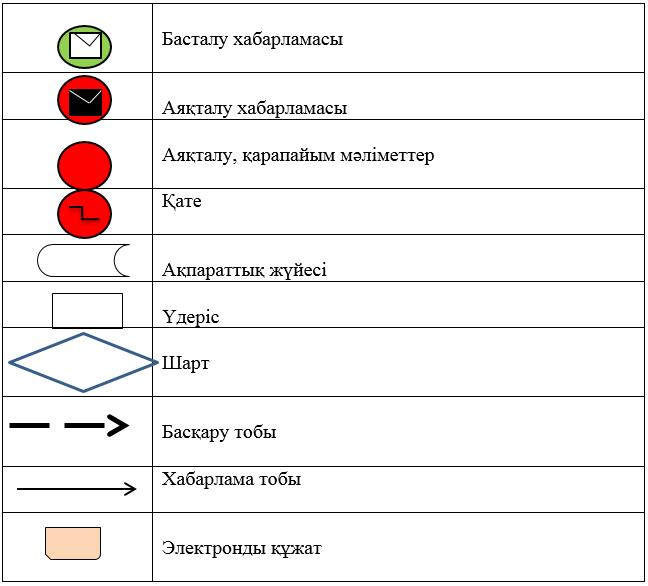 Басталу хабарламасы
Аяқталу хабарламасы
Аяқталу, қарапайым мәліметтер
Қате
Ақпараттық жүйесі
Үдеріс
Шарт
Басқару тобы
Хабарлама тобы
Электронды құжат